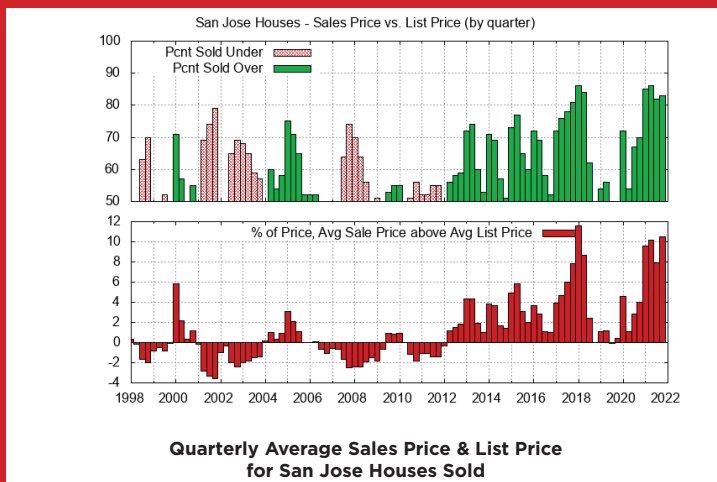 San Jose Houses - Sales Price vs. List Price (by quarter)
100
90
80
70
60
50
Pcnt Sold Under
Pcnt Sold Over
12
10
8
6
4
2
0
-2
-4
% of Price, Avg Sale Price above Avg List Price
1998 2000 2002 2004 2006 2008 2010 2012 2014 2016 2018 2020 2022
Quarterly Average Sales Price & List Price
for San Jose Houses Sold